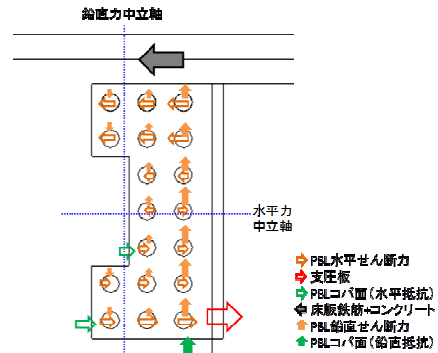 鉛直力中立軸
水平力
中立軸
PBL水平せん断力
支圧板
PBLコバ面(水平抵抗)
床版鉄筋+コンクリート
PBL鉛直せん断力
PBLコバ面(鉛直抵抗)